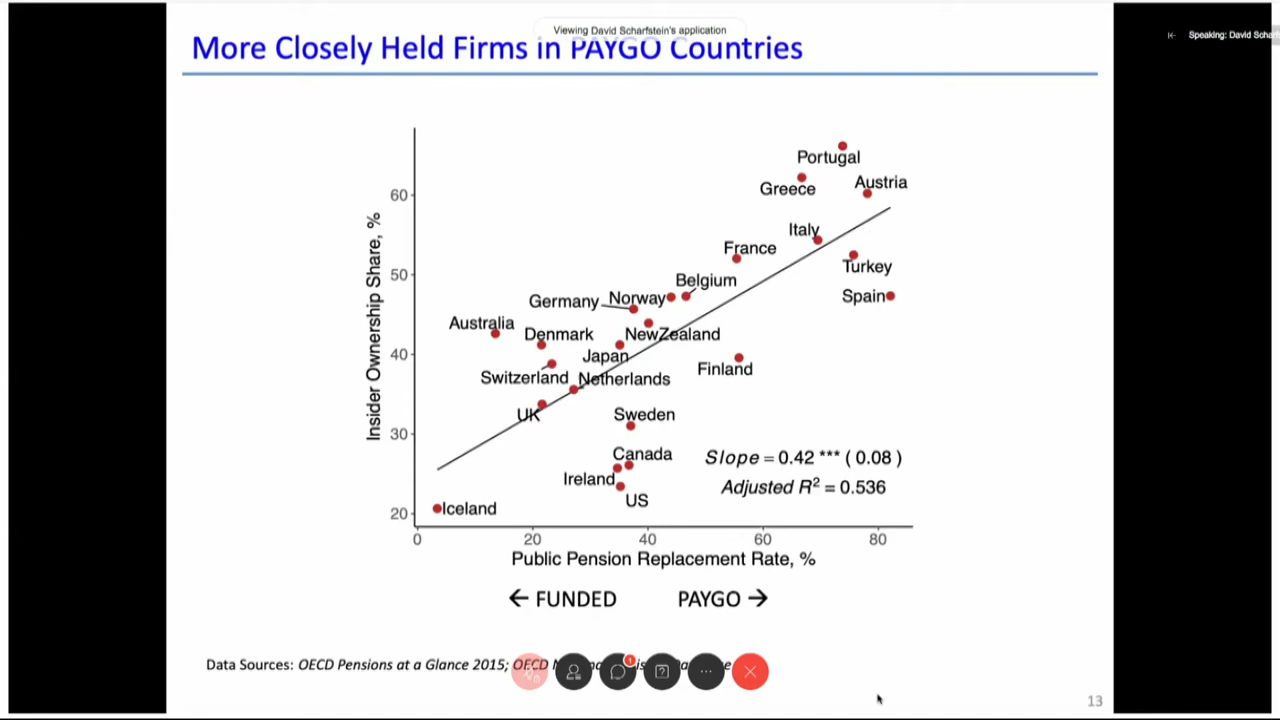 Viewing David Scharfstein's application
Speaking: David Scharf
More Closely Held Firms in PAYGO Countries
Portugal
Greece
Austria
Italy
France
Turkey
Belgium
Spain
Germany
Norway
Australia
Denmark
NewZealand
Japan
Finland
Switzerland
Netherlands
UK
Sweden
Canada
Ireland
US
Iceland
Slope = 0.42 *** ( 0.08 )
Adjusted R² = 0.536
Insider Ownership Share, %
60
50
40
30
20
0 20 40 60 80
Public Pension Replacement Rate, %
← FUNDED PAYGO →
Data Sources: OECD Pensions at a Glance 2015; OECD
1
13